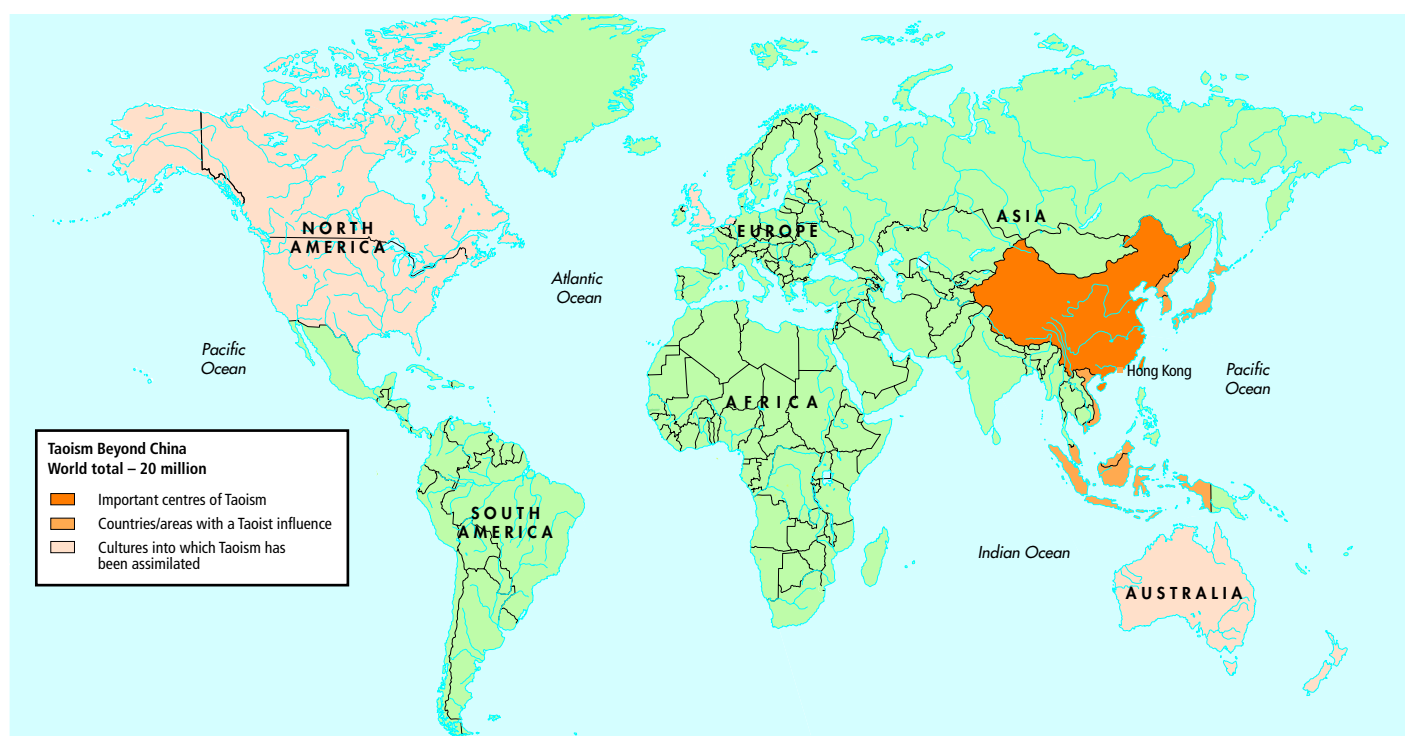 ASIA
NORTH
AMERICA
EUROPE
Atlantic
Ocean
Pacific
Ocean
Hong Kong
Pacific
Ocean
AFRICA
Taoism Beyond China
World total – 20 million
Important centres of Taoism
Countries/areas with a Taoist influence
Cultures into which Taoism has
been assimilated
SOUTH
AMERICA
Indian Ocean
AUSTRALIA